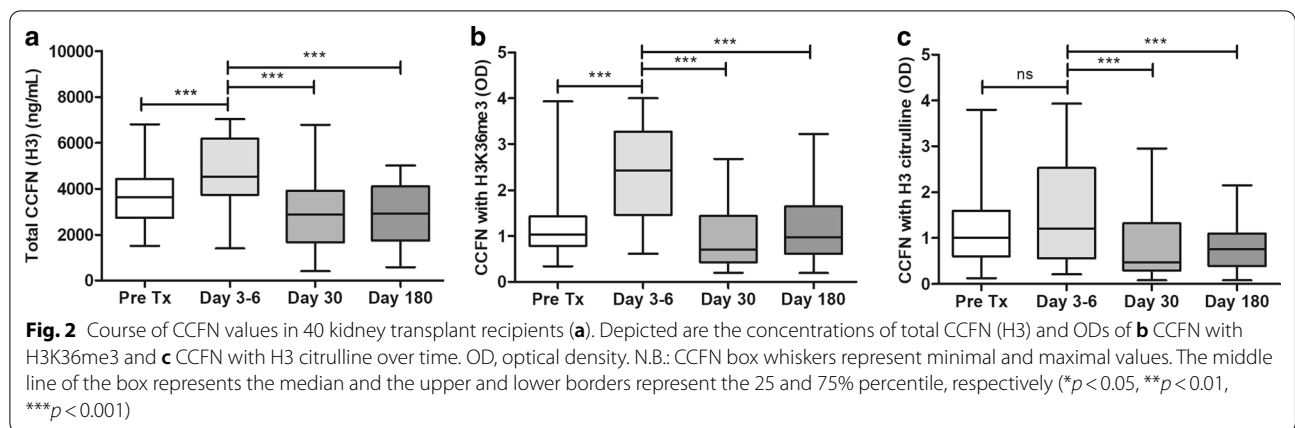 a
Total CCFN (H3) (ng/mL)
10000
8000
6000
4000
2000
0
***
***
***
Pre Tx Day 3-6 Day 30 Day 180
b
CCFN with H3K36me3 (OD)
5
4
3
2
1
0
***
***
***
Pre Tx Day 3-6 Day 30 Day 180
c
CCFN with H3 citrulline (OD)
5
4
3
2
1
0
***
***
ns
Pre Tx Day 3-6 Day 30 Day 180
Fig. 2 Course of CCFN values in 40 kidney transplant recipients (a). Depicted are the concentrations of total CCFN (H3) and ODs of b CCFN with
H3K36me3 and c CCFN with H3 citrulline over time. OD, optical density. N.B.: CCFN box whiskers represent minimal and maximal values. The middle
line of the box represents the median and the upper and lower borders represent the 25 and 75% percentile, respectively (*p < 0.05, **p < 0.01,
***p < 0.001)